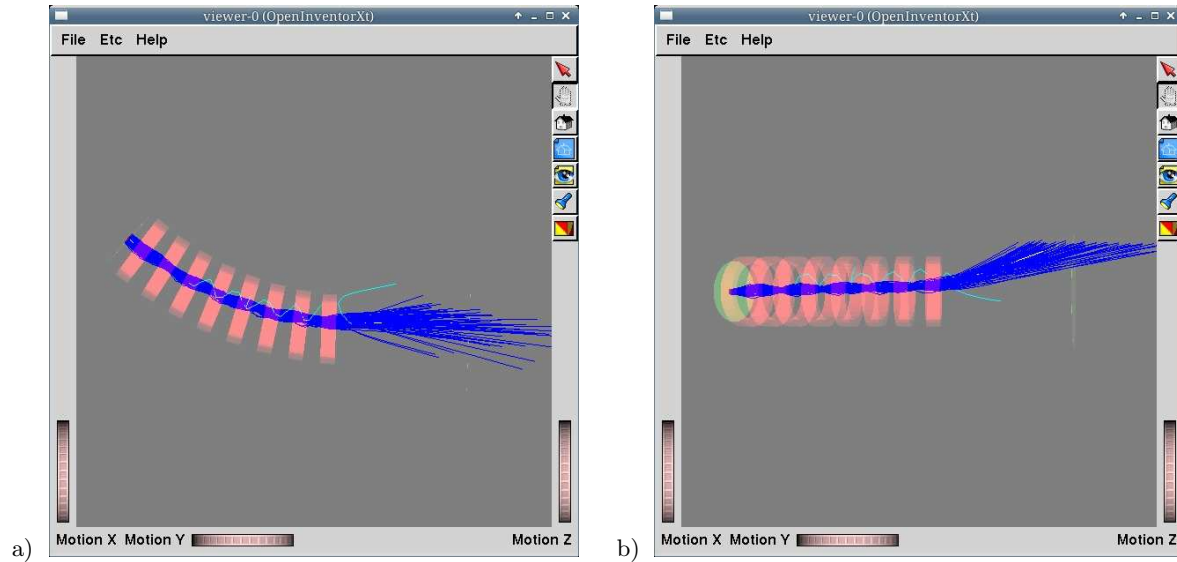 viewer-0 (OpenInventorXt)
File Etc Help
Motion X Motion Y Motion Z
a)
viewer-0 (OpenInventorXt)
File Etc Help
Motion X Motion Y Motion Z
b)